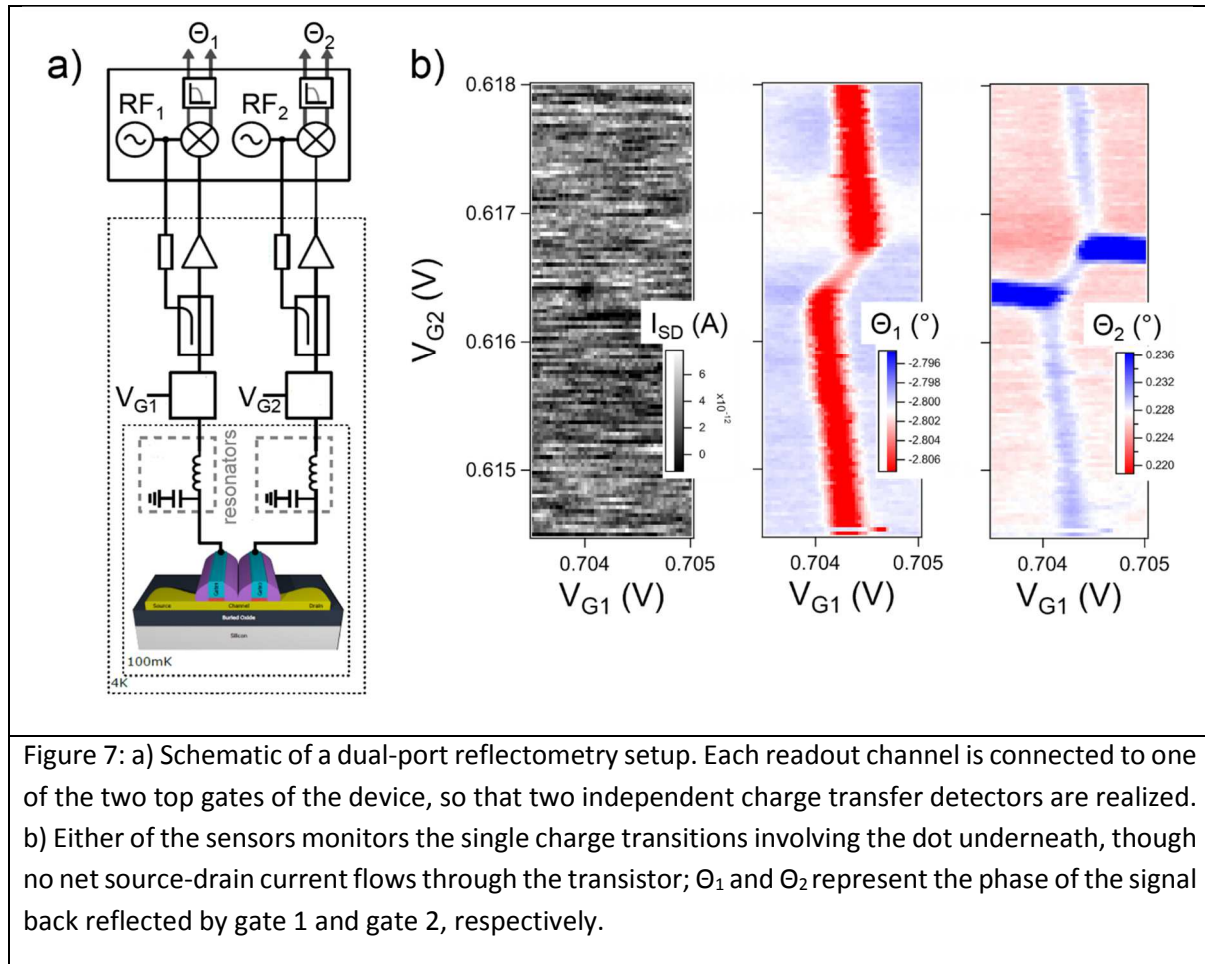 a)
Θ1
Θ2
RF1
RF2
VG1
VG2
resonators
Source
Channel
Drain
Buried Oxide
Silicon
100mK
4K
b)
0.618
0.617
0.616
0.615
VG2 (V)
ISD (A)
6
4
2
0
x10-12
0.704
0.705
VG1 (V)
Θ1 (°)
-2.796
-2.798
-2.800
-2.802
-2.804
-2.806
0.704
0.705
VG1 (V)
Θ2 (°)
0.236
0.232
0.228
0.224
0.220
0.704
0.705
VG1 (V)
Figure 7: a) Schematic of a dual-port reflectometry setup. Each readout channel is connected to one
of the two top gates of the device, so that two independent charge transfer detectors are realized.
b) Either of the sensors monitors the single charge transitions involving the dot underneath, though
no net source-drain current flows through the transistor; Θ1 and Θ2 represent the phase of the signal
back reflected by gate 1 and gate 2, respectively.